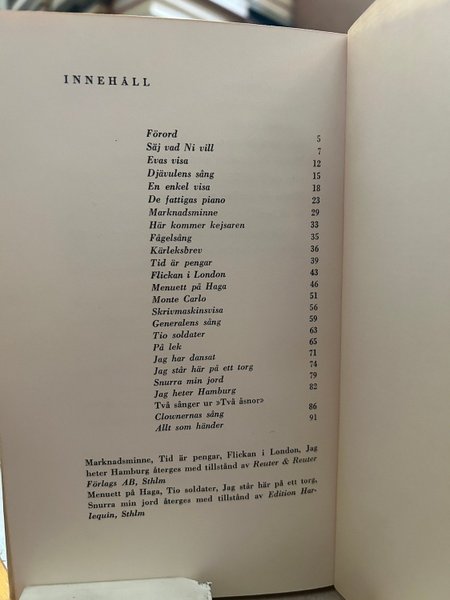 INNEHÅLL
Förord 5
Säj vad Ni vill 7
Evas visa 12
Djävulens sång 15
En enkel visa 18
De fattigas piano 23
Marknadsminne 29
Här kommer kejsaren 33
Fågelsång 35
Kärleksbrev 36
Tid är pengar 39
Flickan i London 43
Menuett på Haga 46
Monte Carlo 51
Skrivmaskinsvisa 56
Generalens sång 59
Tio soldater 63
På lek 65
Jag har dansat 71
Jag står här på ett torg 74
Snurra min jord 79
Jag heter Hamburg 82
Två sånger ur »Två åsnor»
Clownernas sång 86
Allt som händer 91
Marknadsminne, Tid är pengar, Flickan i London, Jag
heter Hamburg återges med tillstånd av Reuter & Reuter
Förlags AB, Sthlm
Menuett på Haga, Tio soldater, Jag står här på ett torg,
Snurra min jord återges med tillstånd av Edition Har-
lequin, Sthlm